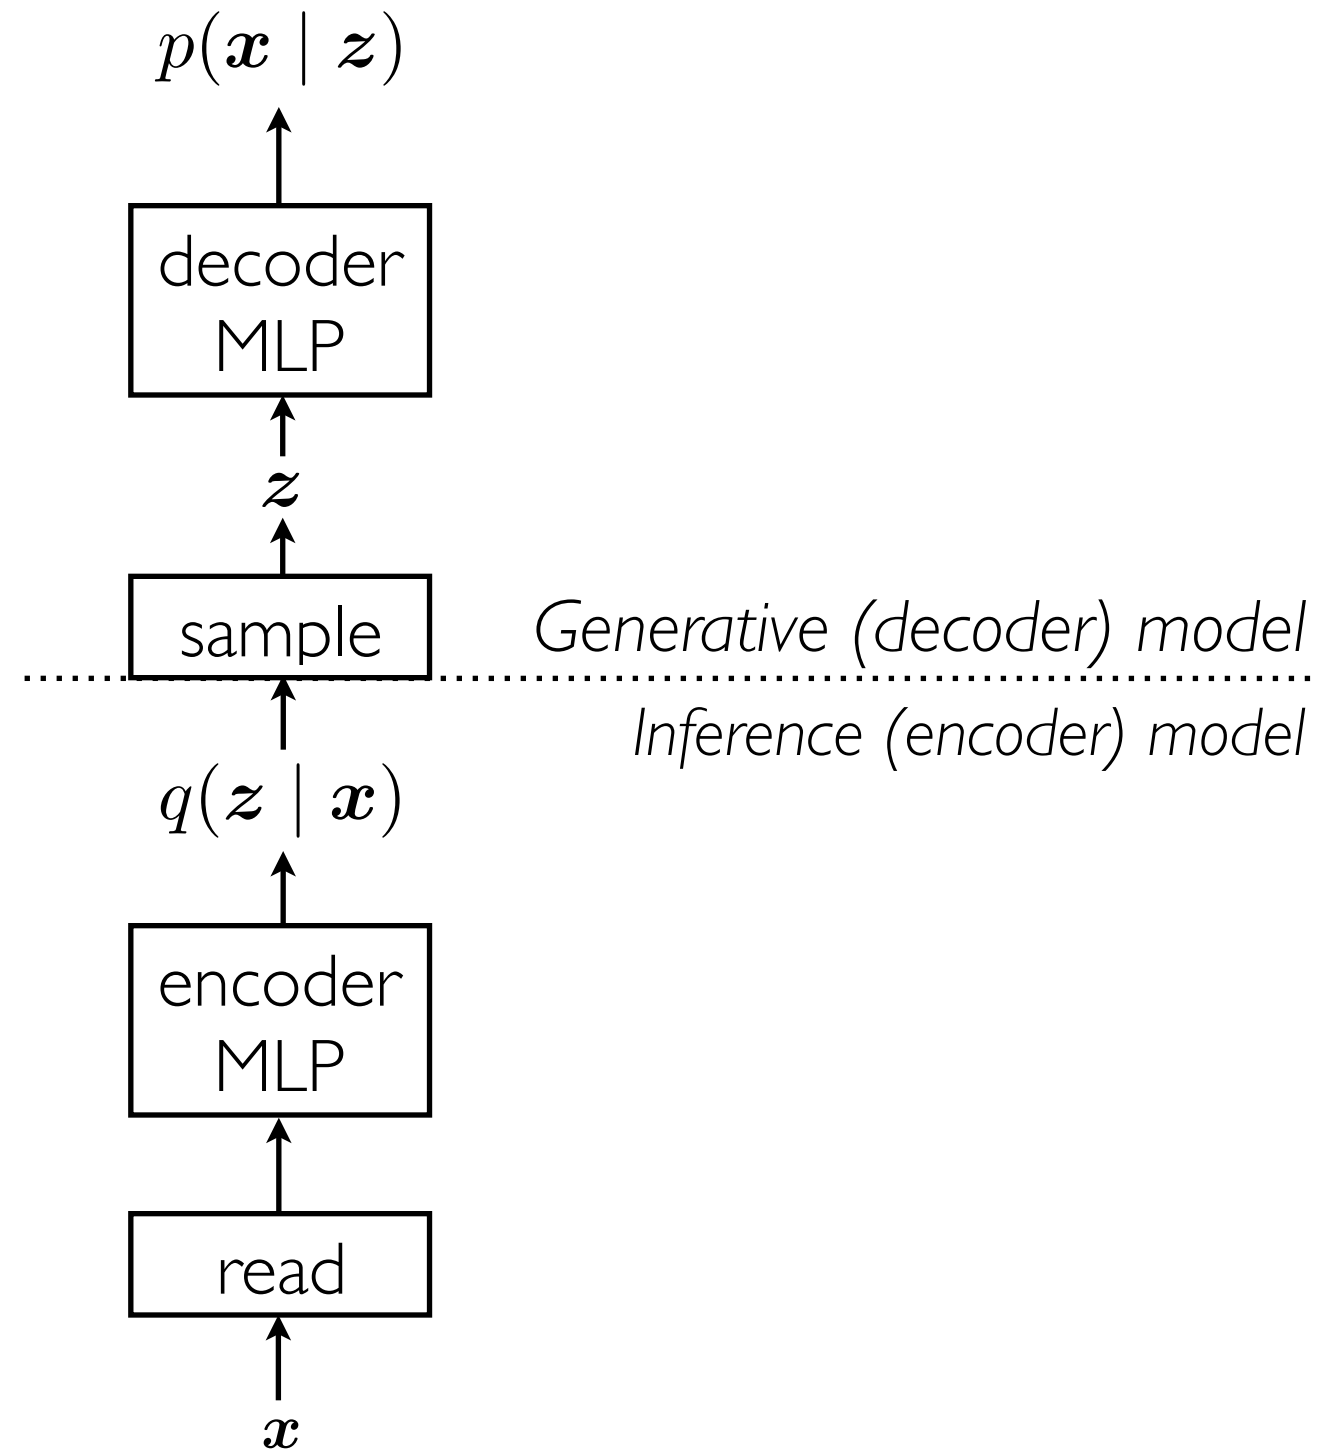 p(x | z)
decoder
MLP
z
sample
Generative (decoder) model
Inference (encoder) model
q(z | x)
encoder
MLP
read
x